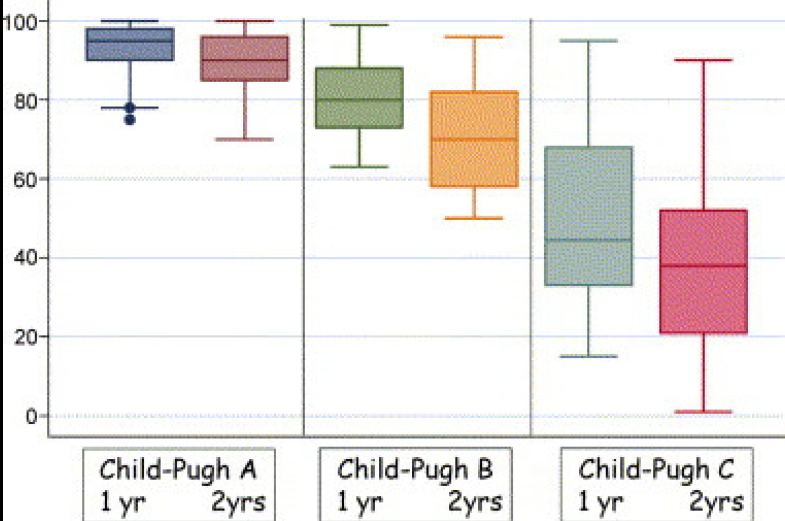 100
80
60
40
20
0
Child-Pugh A
1 yr 2yrs
Child-Pugh B
1 yr 2yrs
Child-Pugh C
1 yr 2yrs